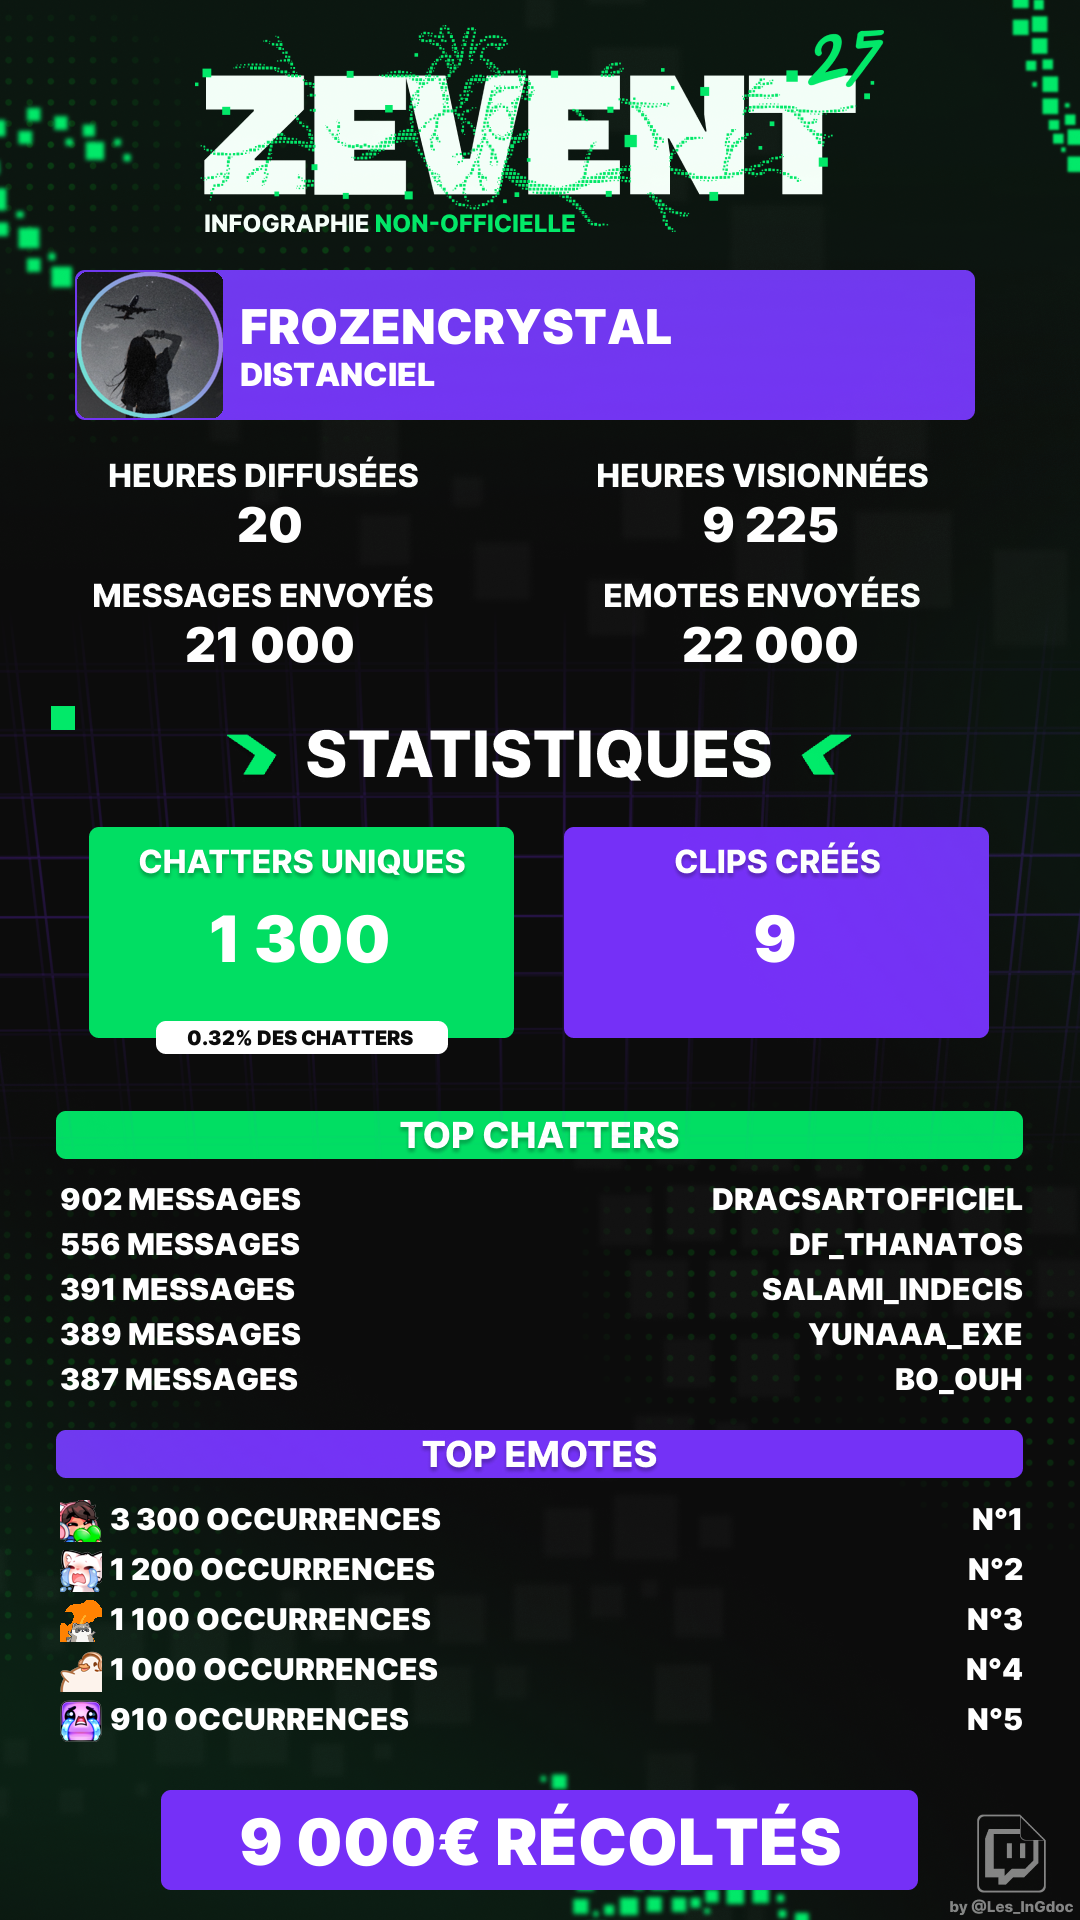 ZEVENT 25
INFOGRAPHIE NON-OFFICIELLE
FROZENCRYSTAL
DISTANCIEL
HEURES DIFFUSÉES
20
HEURES VISIONNÉES
9 225
MESSAGES ENVOYÉS
21 000
EMOTES ENVOYÉES
22 000
STATISTIQUES
CHATTERS UNIQUES
1 300
0.32% DES CHATTERS
CLIPS CRÉÉS
9
TOP CHATTERS
902 MESSAGES DRACSARTOFFICIEL
556 MESSAGES DF_THANATOS
391 MESSAGES SALAMI_INDECIS
389 MESSAGES YUNAAA_EXE
387 MESSAGES BO_OUH
TOP EMOTES
3 300 OCCURRENCES N°1
1 200 OCCURRENCES N°2
1 100 OCCURRENCES N°3
1 000 OCCURRENCES N°4
910 OCCURRENCES N°5
9 000€ RÉCOLTÉS
by @Les_InGdoc